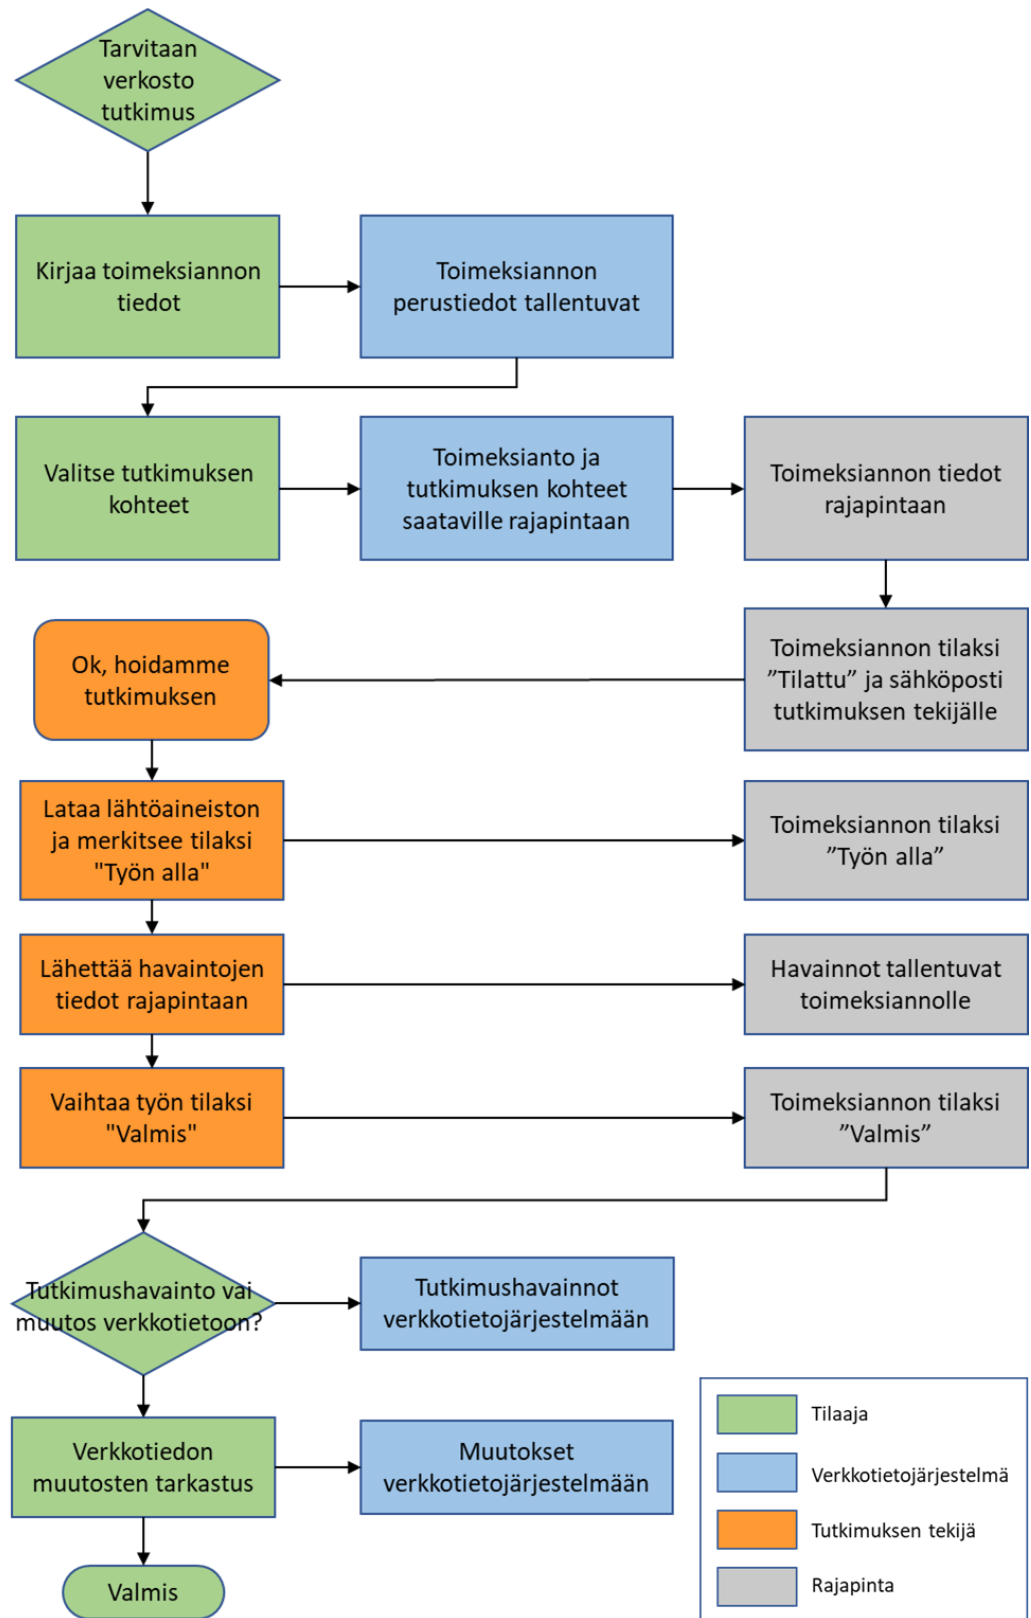 Tarvitaan
verkosto
tutkimus
Kirjaa toimeksiannon
tiedot
Toimeksiannon
perustiedot tallentuvat
Valitse tutkimuksen
kohteet
Toimeksianto ja
tutkimuksen kohteet
saataville rajapintaan
Toimeksiannon tiedot
rajapintaan
Ok, hoidamme
tutkimuksen
Toimeksiannon tilaksi
”Tilattu” ja sähköposti
tutkimuksen tekijälle
Lataa lähtöaineiston
ja merkitsee tilaksi
"Työn alla"
Toimeksiannon tilaksi
”Työn alla”
Lähettää havaintojen
tiedot rajapintaan
Havainnot tallentuvat
toimeksiannolle
Vaihtaa työn tilaksi
"Valmis"
Toimeksiannon tilaksi
”Valmis”
Tutkimushavainto vai
muutos verkkotietoon?
Tutkimushavainnot
verkkotietojärjestelmään
Verkkotiedon
muutosten tarkastus
Muutokset
verkkotietojärjestelmään
Valmis
Tilaaja
Verkkotietojärjestelmä
Tutkimuksen tekijä
Rajapinta